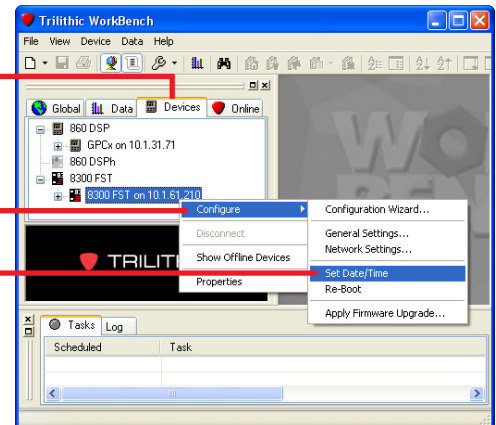 Trilithic WorkBench
File View Device Data Help
Global Data Devices Online
860 DSP
GPCx on 10.1.31.71
860 DSPh
8300 FST
8300 FST on 10.1.61.210
Configure
Disconnect
Show Offline Devices
Properties
Configuration Wizard...
General Settings...
Network Settings...
Set Date/Time
Re-Boot
Apply Firmware Upgrade...
TRILIT
Tasks Log
Scheduled Task